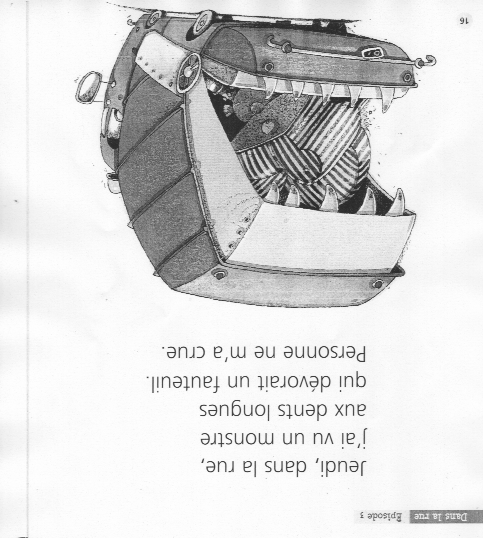 Dans la rue Épisode 3
Jeudi, dans la rue,
j'ai vu un monstre
aux dents longues
qui dévorait un fauteuil.
Personne ne m'a crue.
16